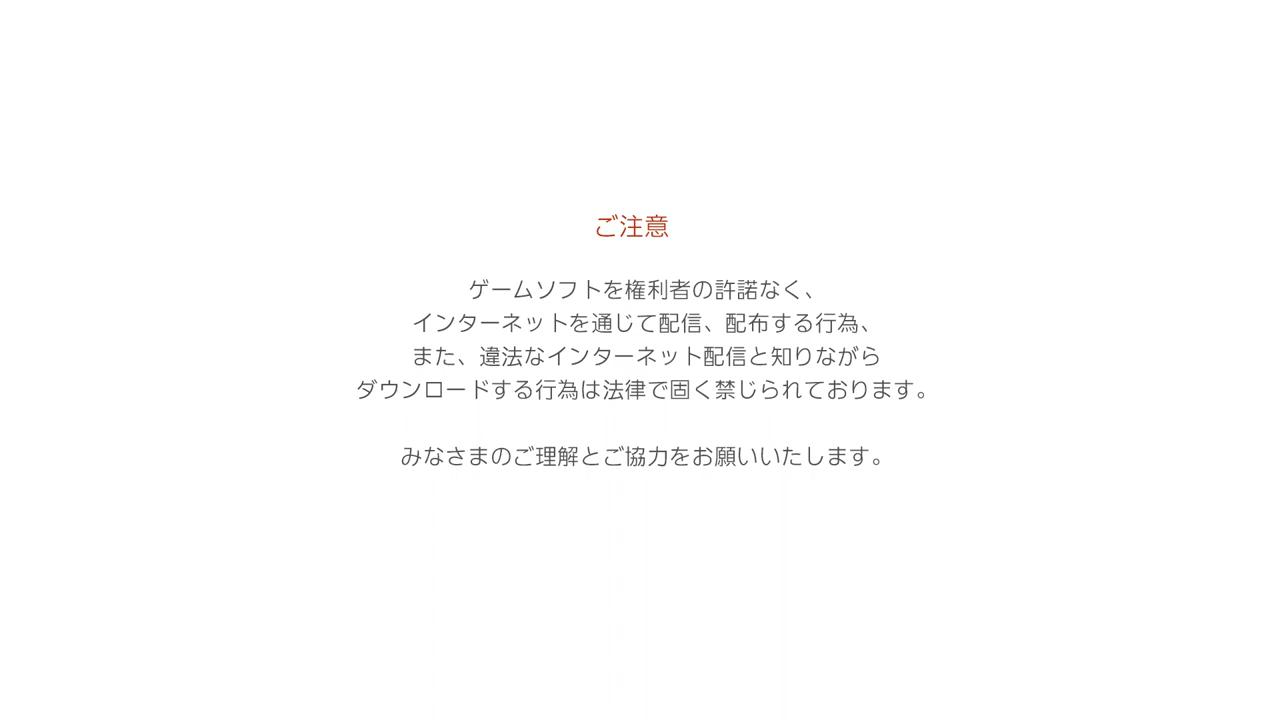 ご注意
ゲームソフトを権利者の許諾なく、
インターネットを通じて配信、配布する行為、
また、違法なインターネット配信と知りながら
ダウンロードする行為は法律で固く禁じられております。
みなさまのご理解とご協力をお願いいたします。